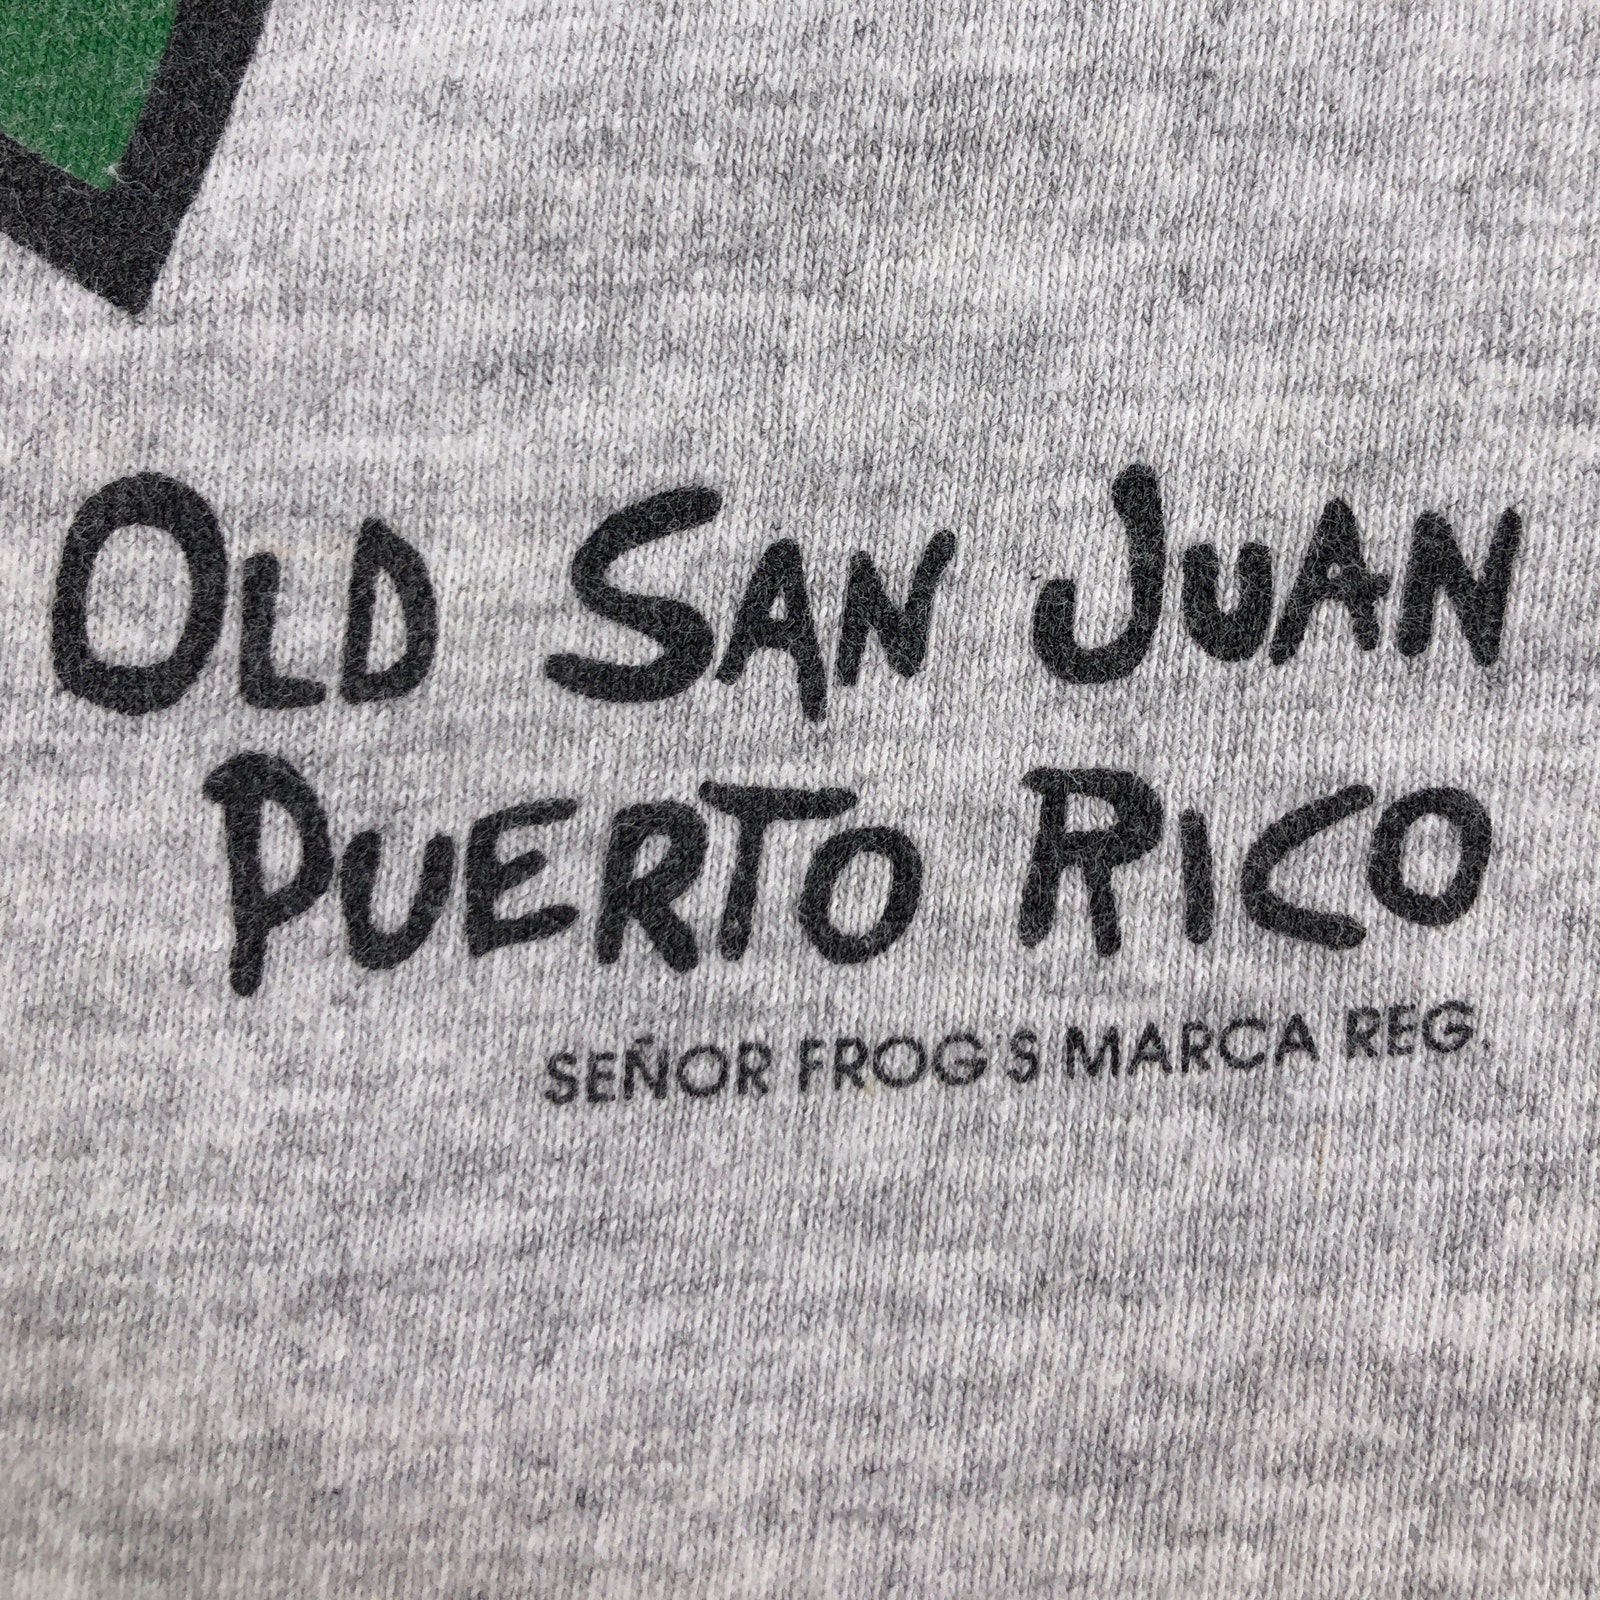 OLD SAN JUAN
PUERTO RICO
SEÑOR FROG'S MARCA REG.